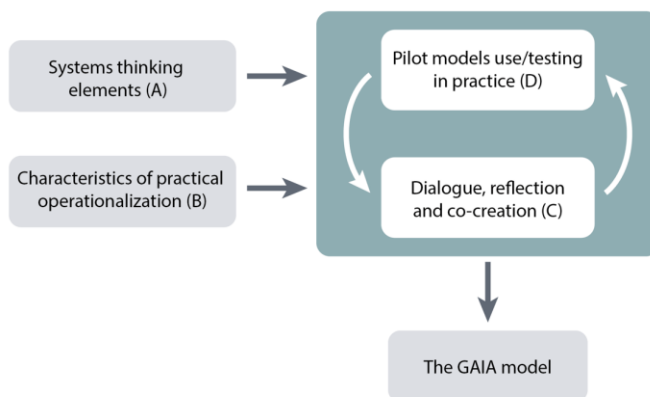 Systems thinking
elements (A)
Characteristics of practical
operationalization (B)
Pilot models use/testing
in practice (D)
Dialogue, reflection
and co-creation (C)
The GAIA model